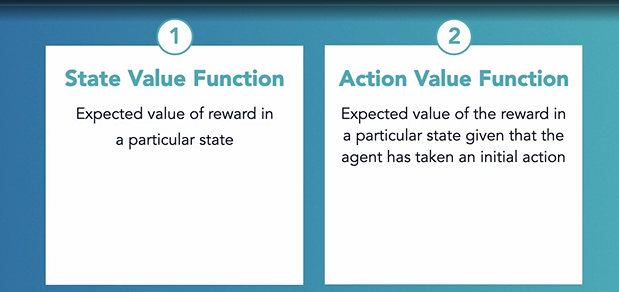 1
State Value Function
Expected value of reward in
a particular state
2
Action Value Function
Expected value of the reward in
a particular state given that the
agent has taken an initial action